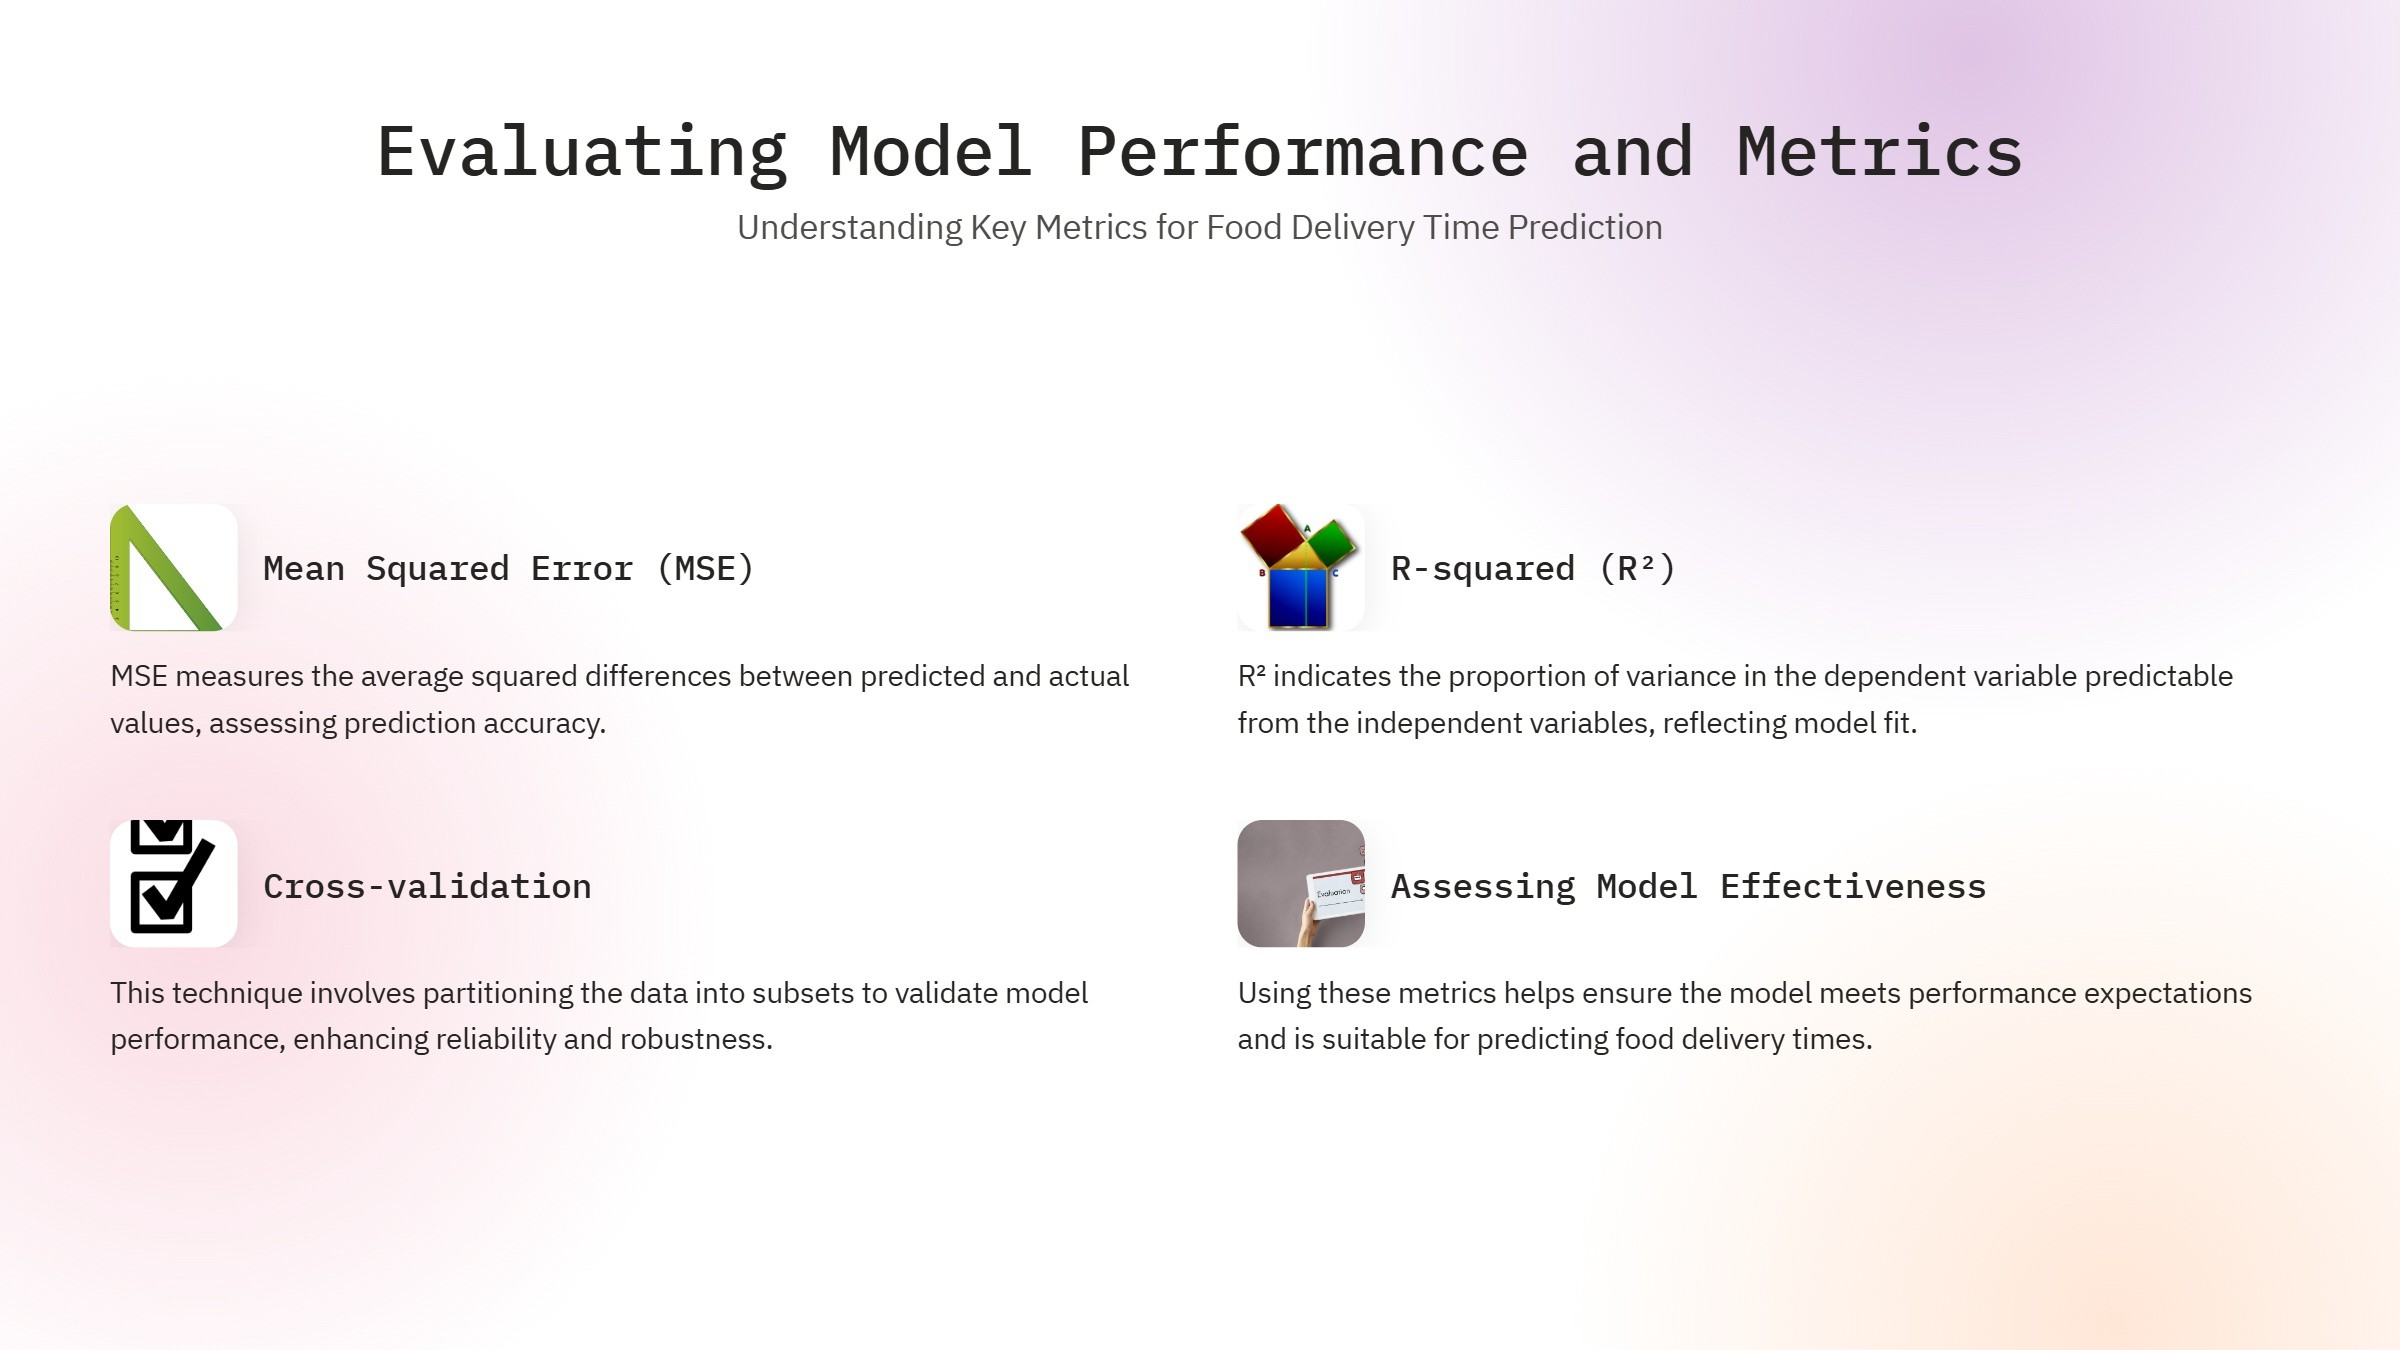 Evaluating Model Performance and Metrics
Understanding Key Metrics for Food Delivery Time Prediction
Mean Squared Error (MSE)
MSE measures the average squared differences between predicted and actual
values, assessing prediction accuracy.
A
B
C
R-squared (R²)
R² indicates the proportion of variance in the dependent variable predictable
from the independent variables, reflecting model fit.
Cross-validation
This technique involves partitioning the data into subsets to validate model
performance, enhancing reliability and robustness.
Evaluation
Assessing Model Effectiveness
Using these metrics helps ensure the model meets performance expectations
and is suitable for predicting food delivery times.